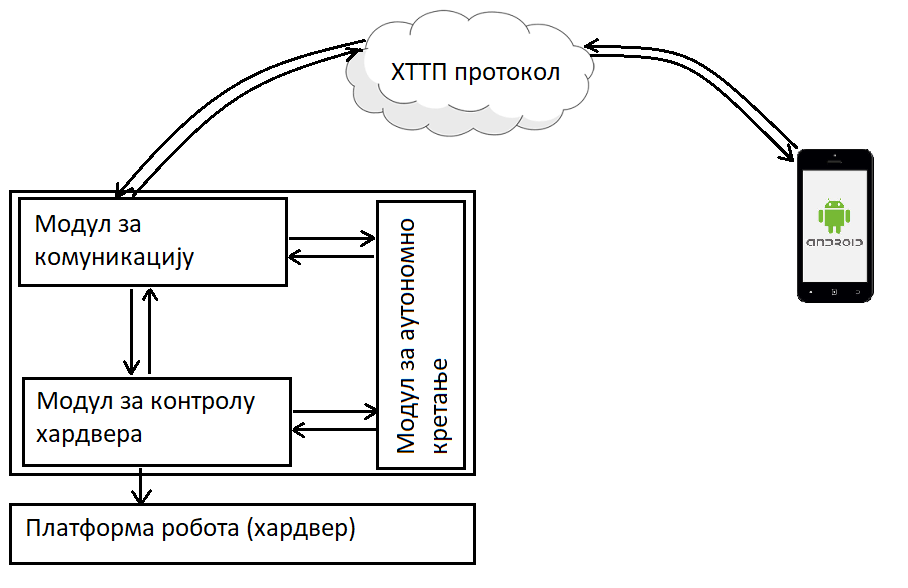 ХТТП протокол
Модул за
комуникацију
Модул за аутономно
кретање
Модул за контролу
хардвера
Платформа робота (хардвер)
ANDROID